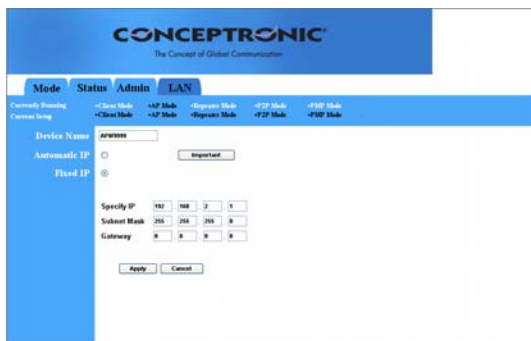 CONCEPTRONIC
The Concept of Global Communication
Mode Status Admin LAN
Currently Running •Client Mode •AP Mode •Repeater Mode •P2P Mode •PMP Mode
Current Setup •Client Mode •AP Mode •Repeater Mode •P2P Mode •PMP Mode
Device Name
Automatic IP Important
Fixed IP
Specify IP 192 168 2 1
Subnet Mask 255 255 255 0
Gateway 0 0 0 0
Apply Cancel